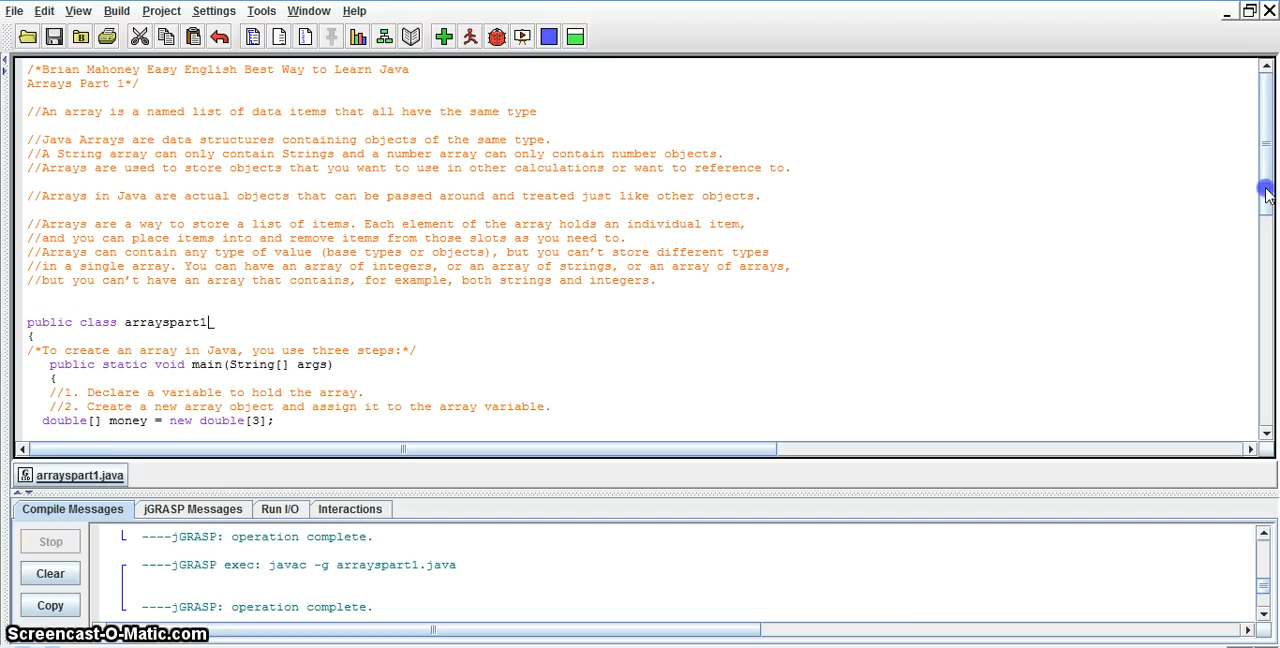 File Edit View Build Project Settings Tools Window Help
/*Brian Mahoney Easy English Best Way to Learn Java
Arrays Part 1*/
//An array is a named list of data items that all have the same type
//Java Arrays are data structures containing objects of the same type.
//A String array can only contain Strings and a number array can only contain number objects.
//Arrays are used to store objects that you want to use in other calculations or want to reference to.
//Arrays in Java are actual objects that can be passed around and treated just like other objects.
//Arrays are a way to store a list of items. Each element of the array holds an individual item,
//and you can place items into and remove items from those slots as you need to.
//Arrays can contain any type of value (base types or objects), but you can’t store different types
//in a single array. You can have an array of integers, or an array of strings, or an array of arrays,
//but you can’t have an array that contains, for example, both strings and integers.
public class arrayspart1
{
/*To create an array in Java, you use three steps:*/
public static void main(String[] args)
{
//1. Declare a variable to hold the array.
//2. Create a new array object and assign it to the array variable.
double[] money = new double[3];
arrayspart1.java
Compile Messages jGRASP Messages Run I/O Interactions
Stop
Clear
Copy
----jGRASP: operation complete.
----jGRASP exec: javac -g arrayspart1.java
----jGRASP: operation complete.
Screencast-O-Matic.com